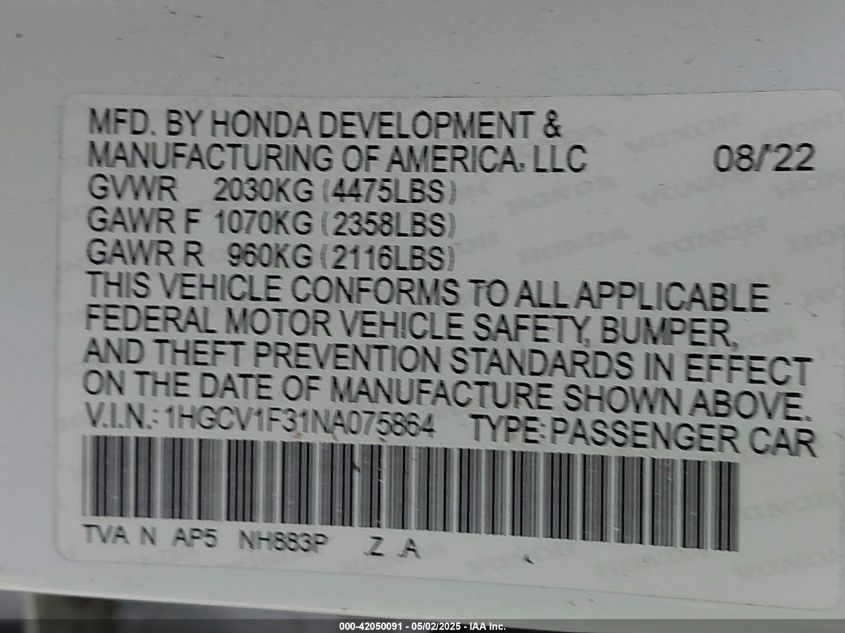 MFD. BY HONDA DEVELOPMENT &
MANUFACTURING OF AMERICA, LLC 08/'22
GVWR 2030KG (4475LBS)
GAWR F 1070KG (2358LBS)
GAWR R 960KG (2116LBS)
THIS VEHICLE CONFORMS TO ALL APPLICABLE
FEDERAL MOTOR VEHICLE SAFETY, BUMPER,
AND THEFT PREVENTION STANDARDS IN EFFECT
ON THE DATE OF MANUFACTURE SHOWN ABOVE.
V.I.N.: 1HGCV1F31NA075864 TYPE: PASSENGER CAR
TVA N AP5 NH883P .Z .A
000-42050091 - 05/02/2025 - IAA Inc.